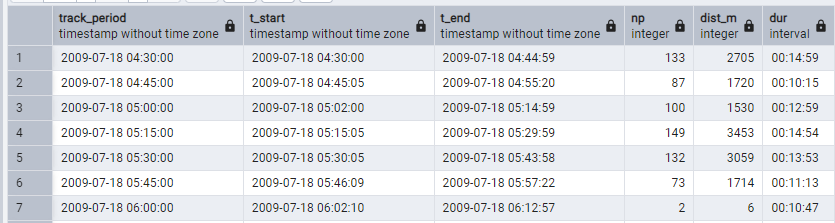 track_period t_start t_end np dist_m dur
timestamp without time zone timestamp without time zone timestamp without time zone integer integer interval
1 2009-07-18 04:30:00 2009-07-18 04:30:00 2009-07-18 04:44:59 133 2705 00:14:59
2 2009-07-18 04:45:00 2009-07-18 04:45:05 2009-07-18 04:55:20 87 1720 00:10:15
3 2009-07-18 05:00:00 2009-07-18 05:02:00 2009-07-18 05:14:59 100 1530 00:12:59
4 2009-07-18 05:15:00 2009-07-18 05:15:05 2009-07-18 05:29:59 149 3453 00:14:54
5 2009-07-18 05:30:00 2009-07-18 05:30:05 2009-07-18 05:43:58 132 3059 00:13:53
6 2009-07-18 05:45:00 2009-07-18 05:46:09 2009-07-18 05:57:22 73 1714 00:11:13
7 2009-07-18 06:00:00 2009-07-18 06:02:10 2009-07-18 06:12:57 2 6 00:10:47